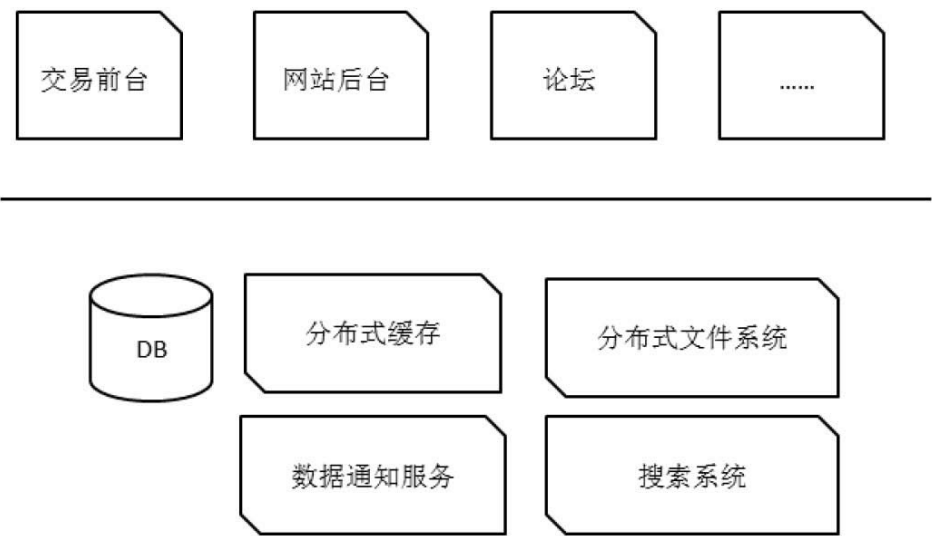 交易前台
网站后台
论坛
......
DB
分布式缓存
分布式文件系统
数据通知服务
搜索系统